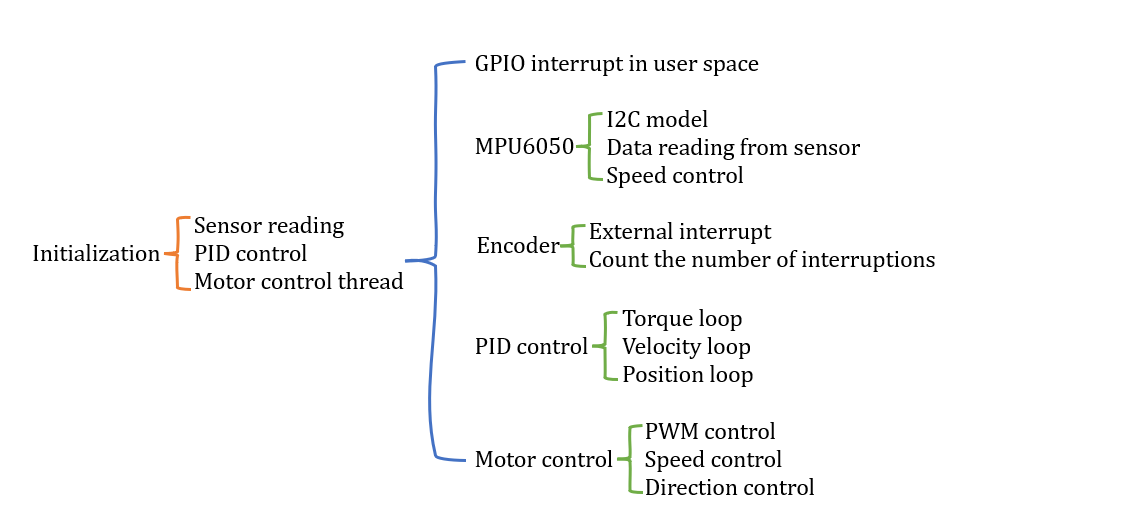 Initialization
Sensor reading
PID control
Motor control thread
GPIO interrupt in user space
MPU6050
I2C model
Data reading from sensor
Speed control
Encoder
External interrupt
Count the number of interruptions
PID control
Torque loop
Velocity loop
Position loop
Motor control
PWM control
Speed control
Direction control